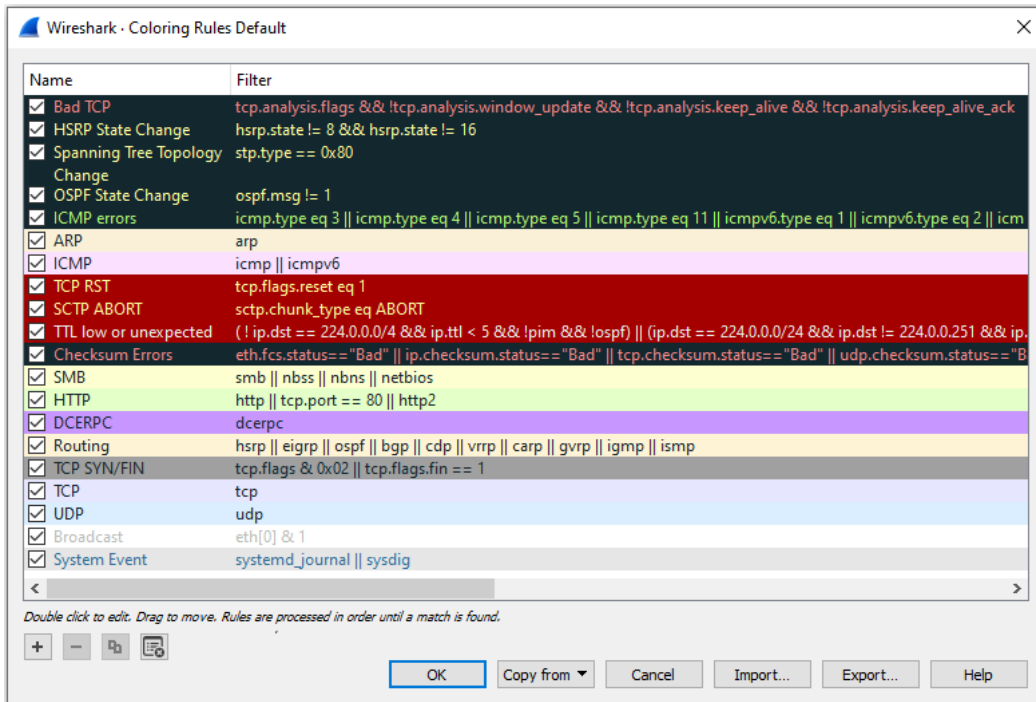 Wireshark · Coloring Rules Default
Name Filter
Bad TCP tcp.analysis.flags && !tcp.analysis.window_update && !tcp.analysis.keep_alive && !tcp.analysis.keep_alive_ack
HSRP State Change hsrp.state != 8 && hsrp.state != 16
Spanning Tree Topology stp.type == 0x80
Change
OSPF State Change ospf.msg != 1
ICMP errors icmp.type eq 3 || icmp.type eq 4 || icmp.type eq 5 || icmp.type eq 11 || icmpv6.type eq 1 || icmpv6.type eq 2 || icm
ARP arp
ICMP icmp || icmpv6
TCP RST tcp.flags.reset eq 1
SCTP ABORT sctp.chunk_type eq ABORT
TTL low or unexpected ( ! ip.dst == 224.0.0.0/4 && ip.ttl < 5 && !pim && !ospf) || (ip.dst == 224.0.0.0/24 && ip.dst != 224.0.0.251 && ip.
Checksum Errors eth.fcs.status=="Bad" || ip.checksum.status=="Bad" || tcp.checksum.status=="Bad" || udp.checksum.status=="B
SMB smb || nbss || nbns || netbios
HTTP http || tcp.port == 80 || http2
DCERPC dcerpc
Routing hsrp || eigrp || ospf || bgp || cdp || vrrp || carp || gvrp || igmp || ismp
TCP SYN/FIN tcp.flags & 0x02 || tcp.flags.fin == 1
TCP tcp
UDP udp
Broadcast eth[0] & 1
System Event systemd_journal || sysdig
Double click to edit. Drag to move. Rules are processed in order until a match is found.
OK Copy from Cancel Import... Export... Help